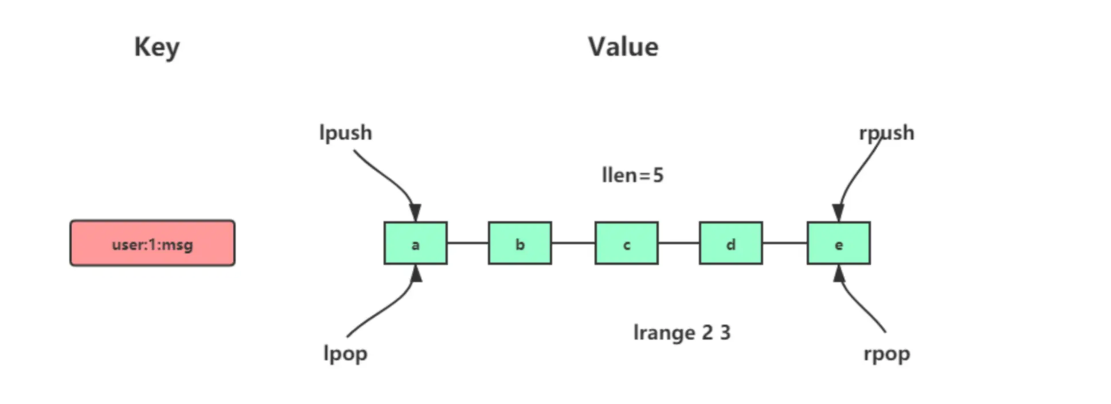 Key
Value
lpush
rpush
llen=5
user:1:msg
a
b
c
d
e
lrange 2 3
lpop
rpop